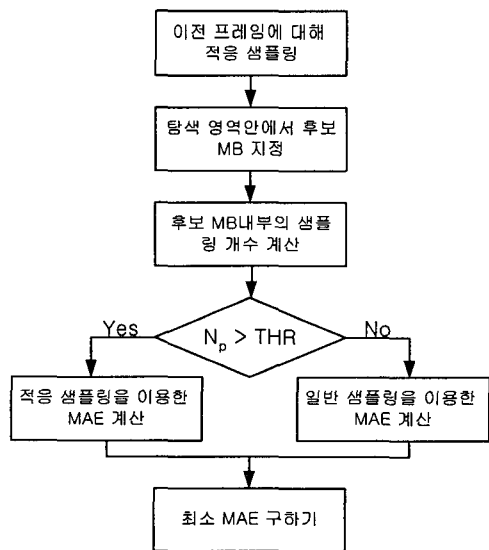 이전 프레임에 대해
적응 샘플링
탐색 영역안에서 후보
MB 지정
후보 MB내부의 샘플
링 개수 계산
Yes
N_p > THR
No
적응 샘플링을 이용한
MAE 계산
일반 샘플링을 이용한
MAE 계산
최소 MAE 구하기